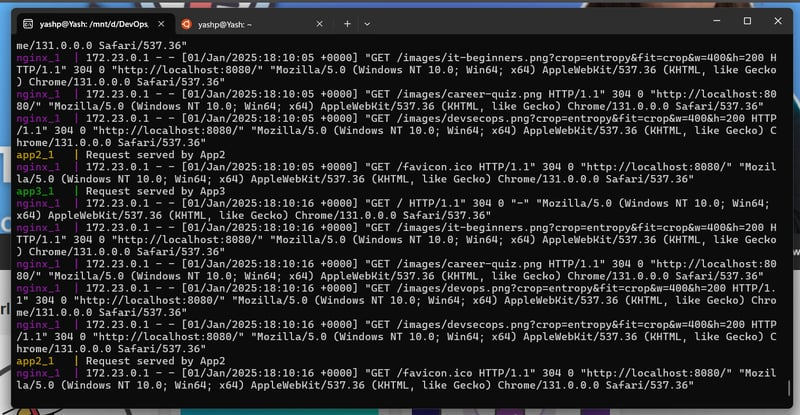 yashp@Yash: /mnt/d/DevOps,
yashp@Yash: ~
me/131.0.0.0 Safari/537.36"
nginx_1  | 172.23.0.1 - - [01/Jan/2025:18:10:05 +0000] "GET /images/it-beginners.png?crop=entropy&fit=crop&w=400&h=200 H
TTP/1.1" 304 0 "http://localhost:8080/" "Mozilla/5.0 (Windows NT 10.0; Win64; x64) AppleWebKit/537.36 (KHTML, like Gecko
) Chrome/131.0.0.0 Safari/537.36"
nginx_1  | 172.23.0.1 - - [01/Jan/2025:18:10:05 +0000] "GET /images/career-quiz.png HTTP/1.1" 304 0 "http://localhost:80
80/" "Mozilla/5.0 (Windows NT 10.0; Win64; x64) AppleWebKit/537.36 (KHTML, like Gecko) Chrome/131.0.0.0 Safari/537.36"
nginx_1  | 172.23.0.1 - - [01/Jan/2025:18:10:05 +0000] "GET /images/devsecops.png?crop=entropy&fit=crop&w=400&h=200 HTTP
/1.1" 304 0 "http://localhost:8080/" "Mozilla/5.0 (Windows NT 10.0; Win64; x64) AppleWebKit/537.36 (KHTML, like Gecko) C
hrome/131.0.0.0 Safari/537.36"
app2_1   | Request served by App2
nginx_1  | 172.23.0.1 - - [01/Jan/2025:18:10:05 +0000] "GET /favicon.ico HTTP/1.1" 304 0 "http://localhost:8080/" "Mozil
la/5.0 (Windows NT 10.0; Win64; x64) AppleWebKit/537.36 (KHTML, like Gecko) Chrome/131.0.0.0 Safari/537.36"
app3_1   | Request served by App3
nginx_1  | 172.23.0.1 - - [01/Jan/2025:18:10:16 +0000] "GET / HTTP/1.1" 304 0 "-" "Mozilla/5.0 (Windows NT 10.0; Win64;
x64) AppleWebKit/537.36 (KHTML, like Gecko) Chrome/131.0.0.0 Safari/537.36"
nginx_1  | 172.23.0.1 - - [01/Jan/2025:18:10:16 +0000] "GET /images/it-beginners.png?crop=entropy&fit=crop&w=400&h=200 H
TTP/1.1" 304 0 "http://localhost:8080/" "Mozilla/5.0 (Windows NT 10.0; Win64; x64) AppleWebKit/537.36 (KHTML, like Gecko
) Chrome/131.0.0.0 Safari/537.36"
nginx_1  | 172.23.0.1 - - [01/Jan/2025:18:10:16 +0000] "GET /images/career-quiz.png HTTP/1.1" 304 0 "http://localhost:80
80/" "Mozilla/5.0 (Windows NT 10.0; Win64; x64) AppleWebKit/537.36 (KHTML, like Gecko) Chrome/131.0.0.0 Safari/537.36"
nginx_1  | 172.23.0.1 - - [01/Jan/2025:18:10:16 +0000] "GET /images/devops.png?crop=entropy&fit=crop&w=400&h=200 HTTP/1.
1" 304 0 "http://localhost:8080/" "Mozilla/5.0 (Windows NT 10.0; Win64; x64) AppleWebKit/537.36 (KHTML, like Gecko) Chro
me/131.0.0.0 Safari/537.36"
nginx_1  | 172.23.0.1 - - [01/Jan/2025:18:10:16 +0000] "GET /images/devsecops.png?crop=entropy&fit=crop&w=400&h=200 HTTP
/1.1" 304 0 "http://localhost:8080/" "Mozilla/5.0 (Windows NT 10.0; Win64; x64) AppleWebKit/537.36 (KHTML, like Gecko) C
hrome/131.0.0.0 Safari/537.36"
app2_1   | Request served by App2
nginx_1  | 172.23.0.1 - - [01/Jan/2025:18:10:16 +0000] "GET /favicon.ico HTTP/1.1" 304 0 "http://localhost:8080/" "Mozil
la/5.0 (Windows NT 10.0; Win64; x64) AppleWebKit/537.36 (KHTML, like Gecko) Chrome/131.0.0.0 Safari/537.36"